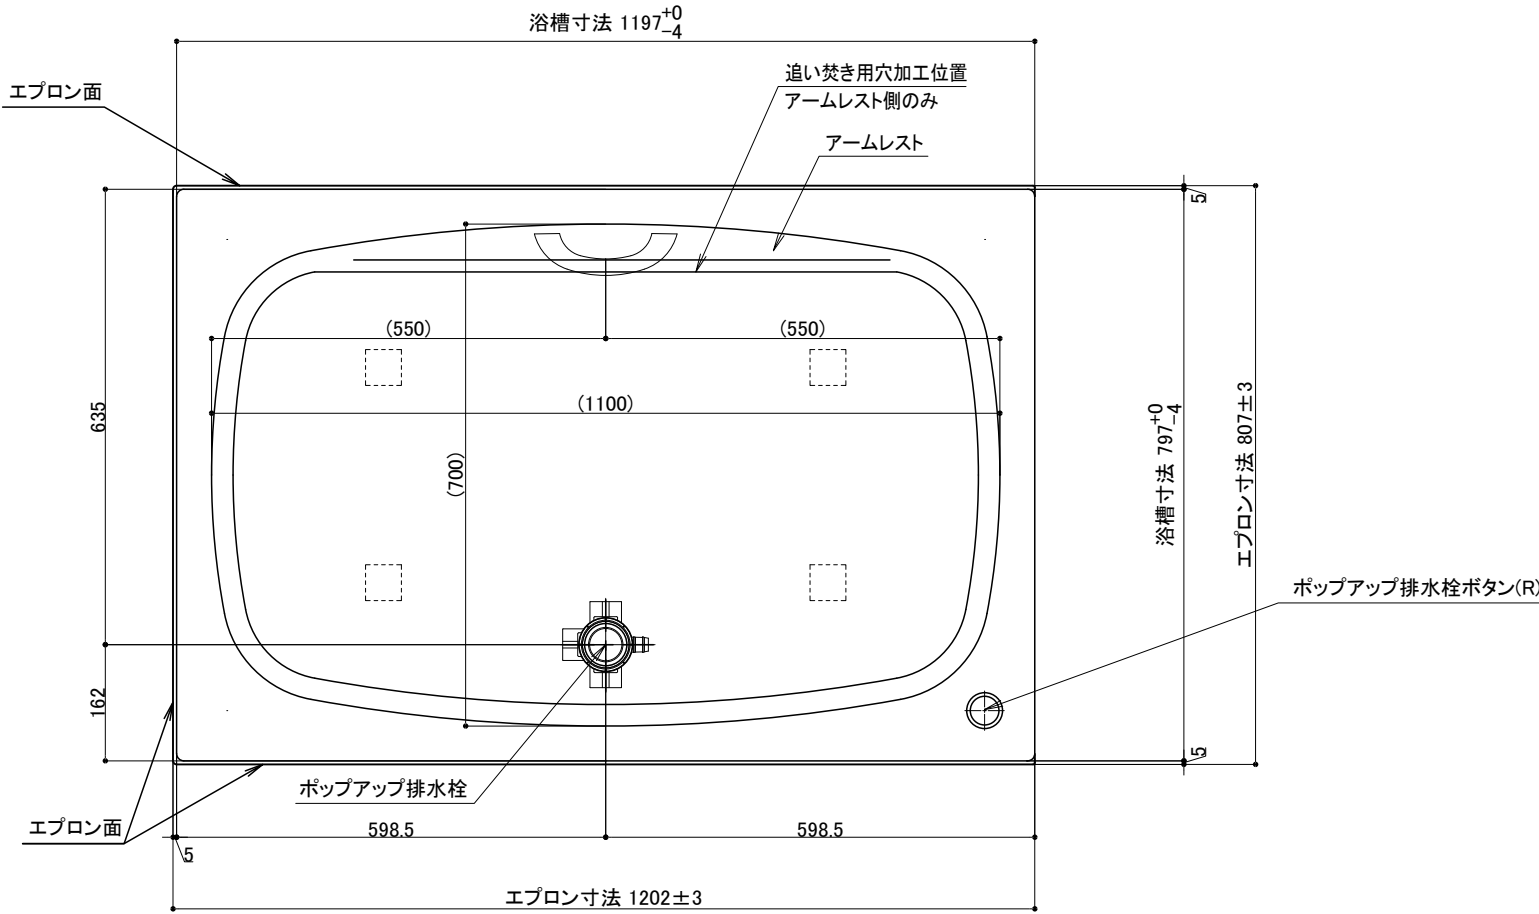 浴槽寸法 1197+0 -4
エプロン面
追い焚き用穴加工位置
アームレスト側のみ
アームレスト
5
(550)
(550)
(1100)
635
(700)
浴槽寸法 797+0 -4
エプロン寸法 807±3
ポップアップ排水栓ボタン(R)
162
5
ポップアップ排水栓
エプロン面
598.5
598.5
5
エプロン寸法 1202±3